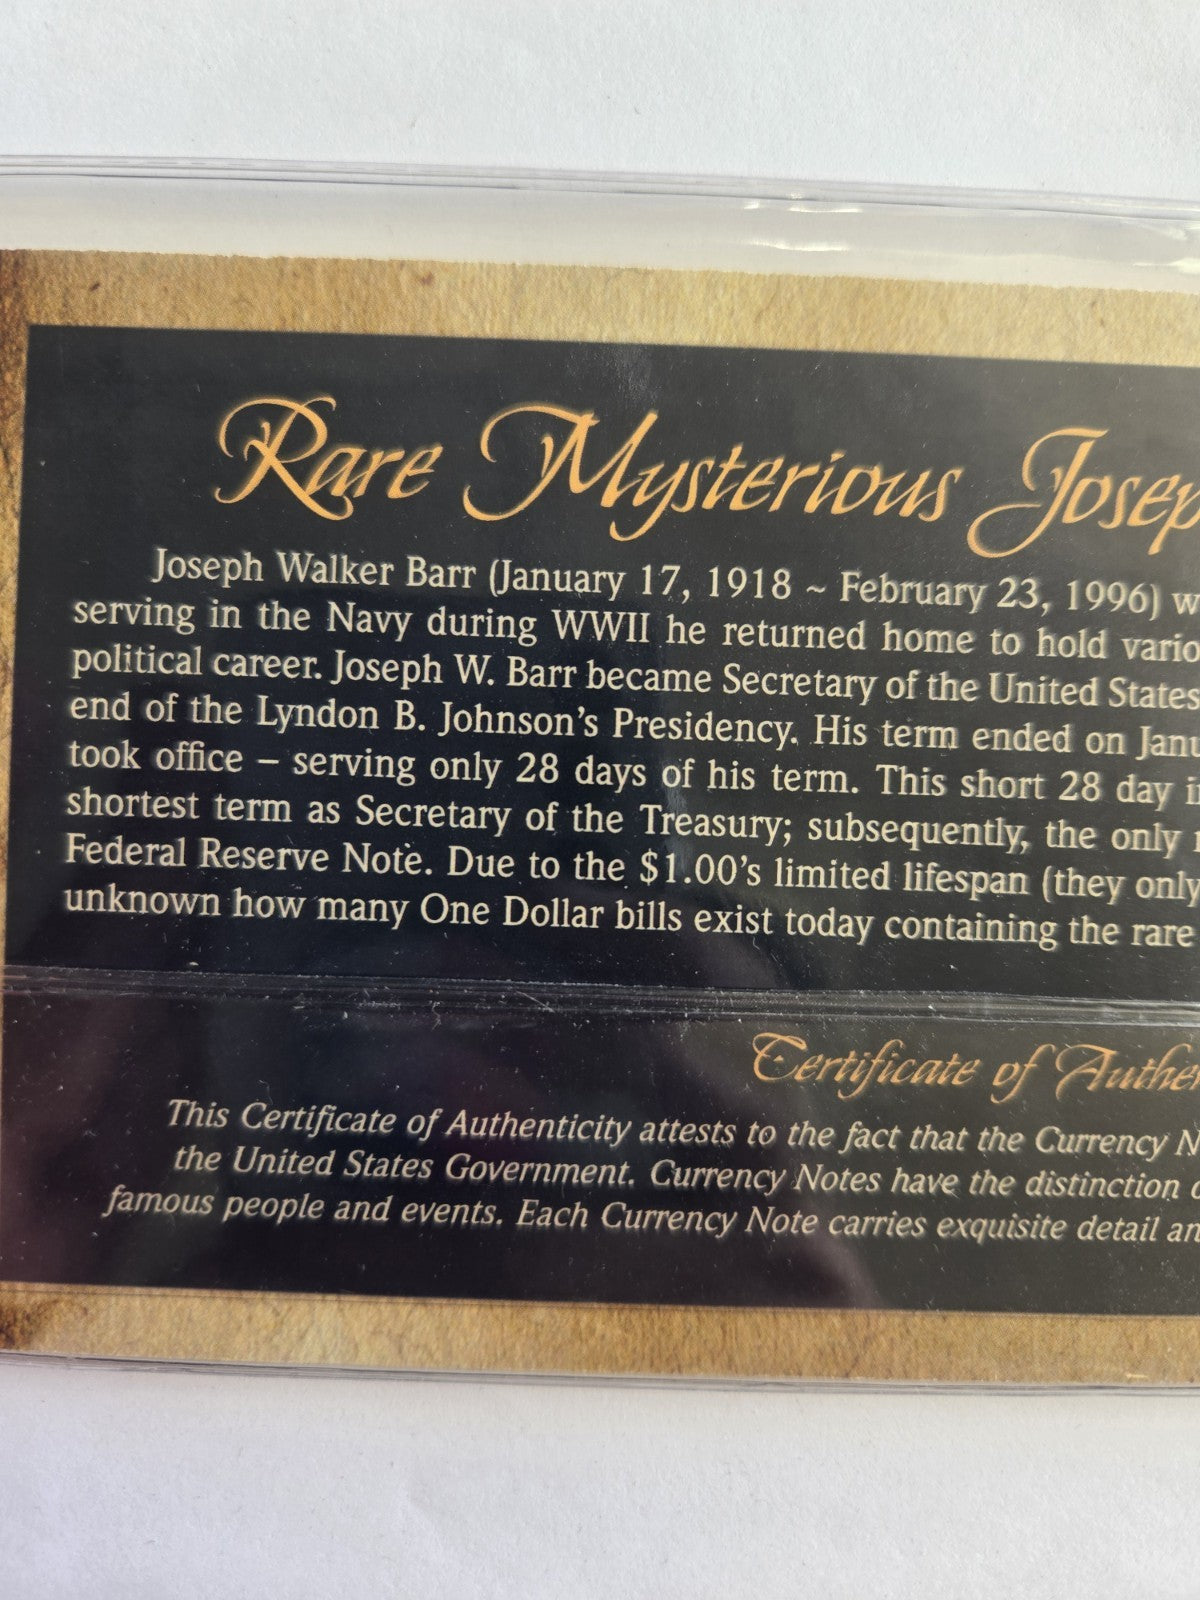 Rare Mysterious Josep
Joseph Walker Barr (January 17, 1918 ~ February 23, 1996) w
serving in the Navy during WWII he returned home to hold vario
political career. Joseph W. Barr became Secretary of the United States
end of the Lyndon B. Johnson's Presidency. His term ended on Janu
took office – serving only 28 days of his term. This short 28 day i
shortest term as Secretary of the Treasury; subsequently, the only
Federal Reserve Note. Due to the $1.00's limited lifespan (they only
unknown how many One Dollar bills exist today containing the rare
Certificate of Authe
This Certificate of Authenticity attests to the fact that the Currency N
the United States Government. Currency Notes have the distinction
famous people and events. Each Currency Note carries exquisite detail an